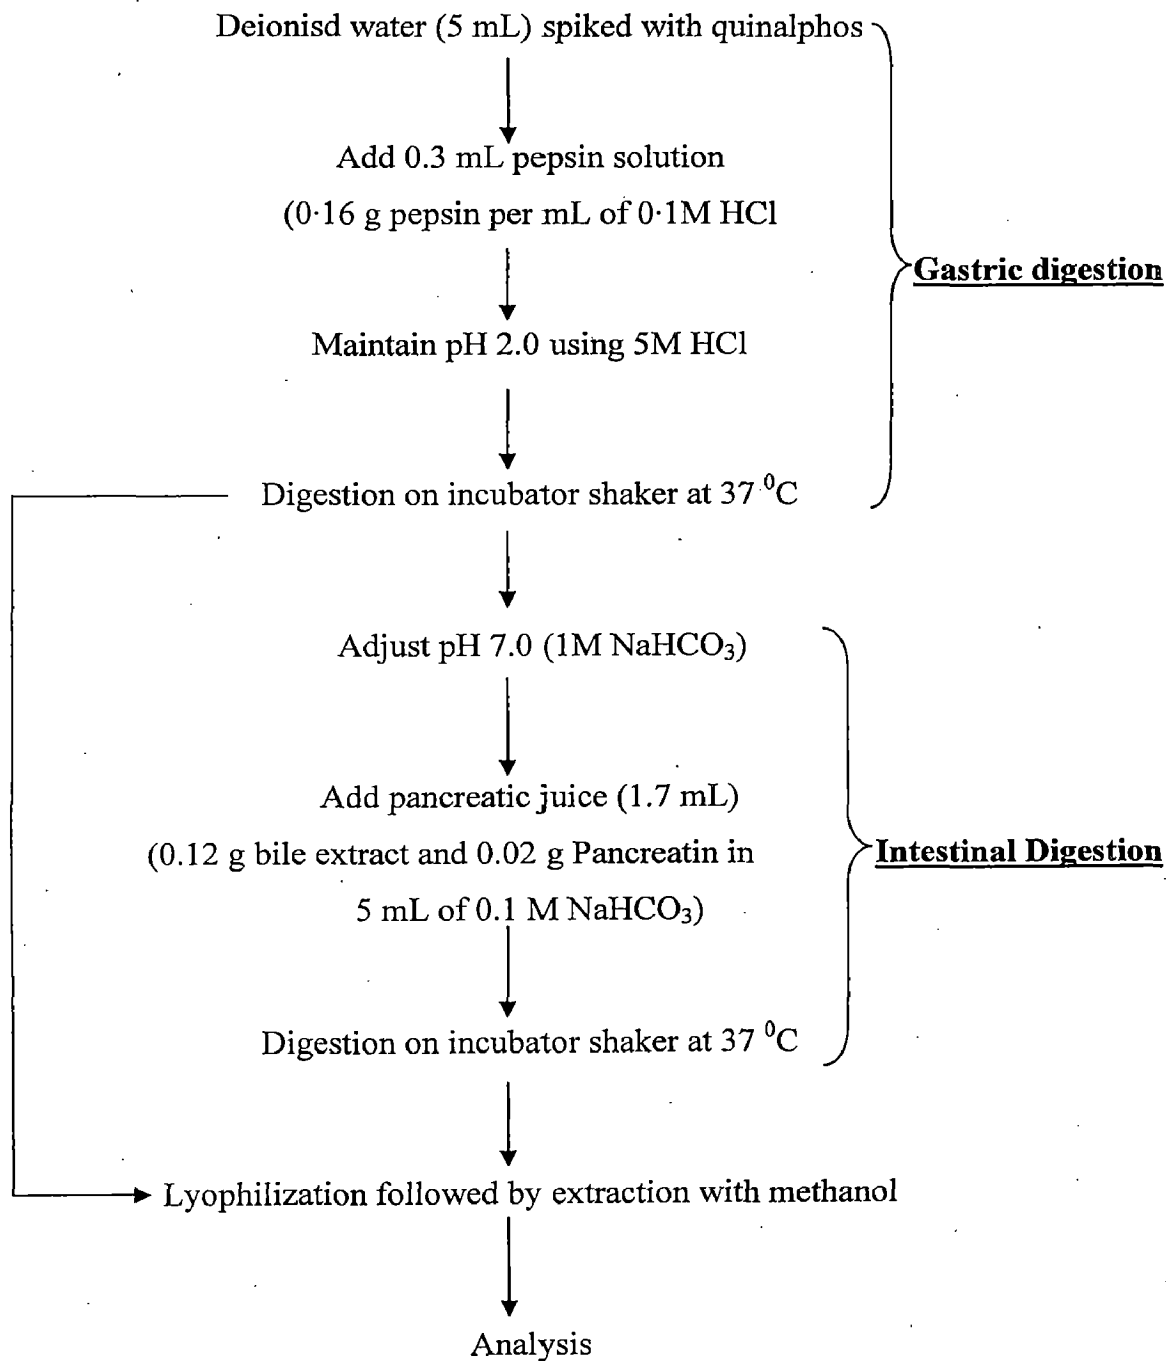 Deionisd water (5 mL) spiked with quinalphos
Add 0.3 mL pepsin solution
(0·16 g pepsin per mL of 0·1M HCl
Gastric digestion
Maintain pH 2.0 using 5M HCl
Digestion on incubator shaker at 37 ⁰C
Adjust pH 7.0 (1M NaHCO₃)
Add pancreatic juice (1.7 mL)
(0.12 g bile extract and 0.02 g Pancreatin in
Intestinal Digestion
5 mL of 0.1 M NaHCO₃)
Digestion on incubator shaker at 37 ⁰C
Lyophilization followed by extraction with methanol
Analysis